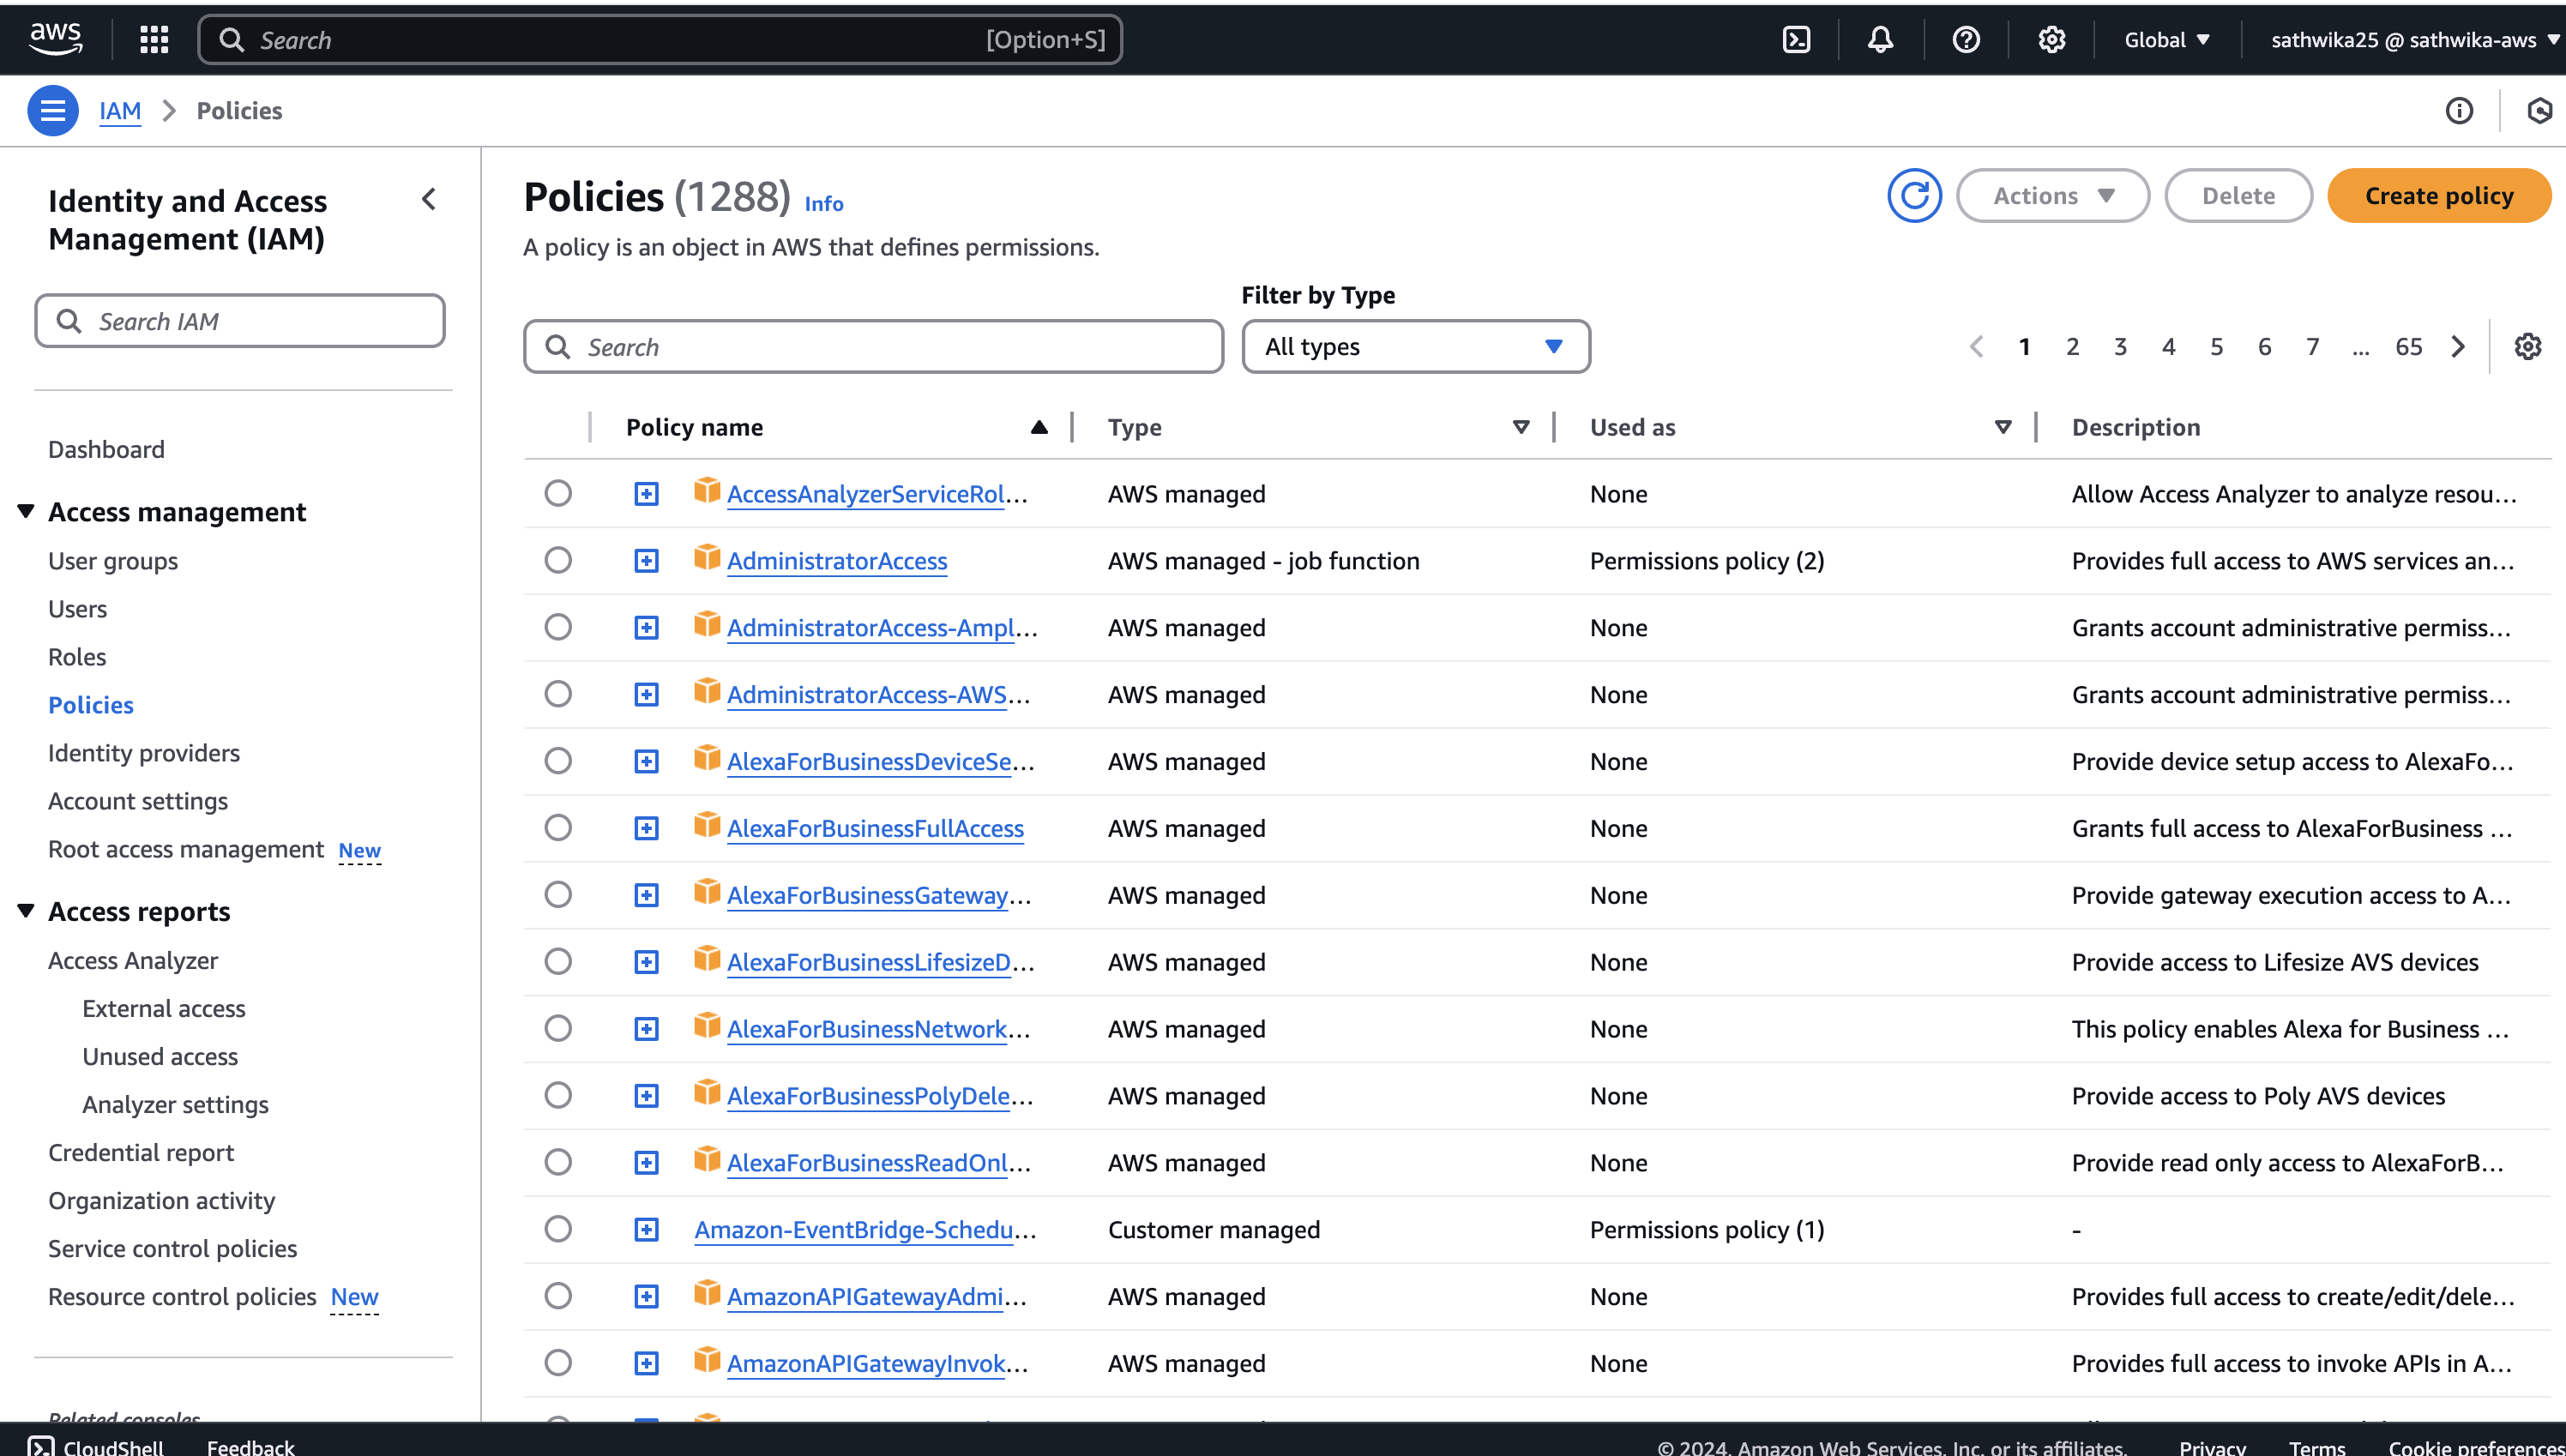 aws Search [Option+S] Global sathwika25 @ sathwika-aws
IAM Policies
Identity and Access
Management (IAM)
Search IAM
Dashboard
Access management
User groups
Users
Roles
Policies
Identity providers
Account settings
Root access management New
Access reports
Access Analyzer
External access
Unused access
Analyzer settings
Credential report
Organization activity
Service control policies
Resource control policies New
Related consoles
Policies (1288) Info
Actions Delete Create policy
A policy is an object in AWS that defines permissions.
Filter by Type
Search All types 1 2 3 4 5 6 7 ... 65
Policy name Type Used as Description
AccessAnalyzerServiceRol... AWS managed None Allow Access Analyzer to analyze resou...
AdministratorAccess AWS managed - job function Permissions policy (2) Provides full access to AWS services an...
AdministratorAccess-Ampl... AWS managed None Grants account administrative permiss...
AdministratorAccess-AWS... AWS managed None Grants account administrative permiss...
AlexaForBusinessDeviceSe... AWS managed None Provide device setup access to AlexaFo...
AlexaForBusinessFullAccess AWS managed None Grants full access to AlexaForBusiness ...
AlexaForBusinessGateway... AWS managed None Provide gateway execution access to A...
AlexaForBusinessLifesizeD... AWS managed None Provide access to Lifesize AVS devices
AlexaForBusinessNetwork... AWS managed None This policy enables Alexa for Business ...
AlexaForBusinessPolyDele... AWS managed None Provide access to Poly AVS devices
AlexaForBusinessReadOnl... AWS managed None Provide read only access to AlexaForB...
Amazon-EventBridge-Schedu... Customer managed Permissions policy (1) -
AmazonAPIGatewayAdmi... AWS managed None Provides full access to create/edit/dele...
AmazonAPIGatewayInvok... AWS managed None Provides full access to invoke APIs in A...
CloudShell Feedback © 2024, Amazon Web Services, Inc. or its affiliates. Privacy Terms Cookie preferences